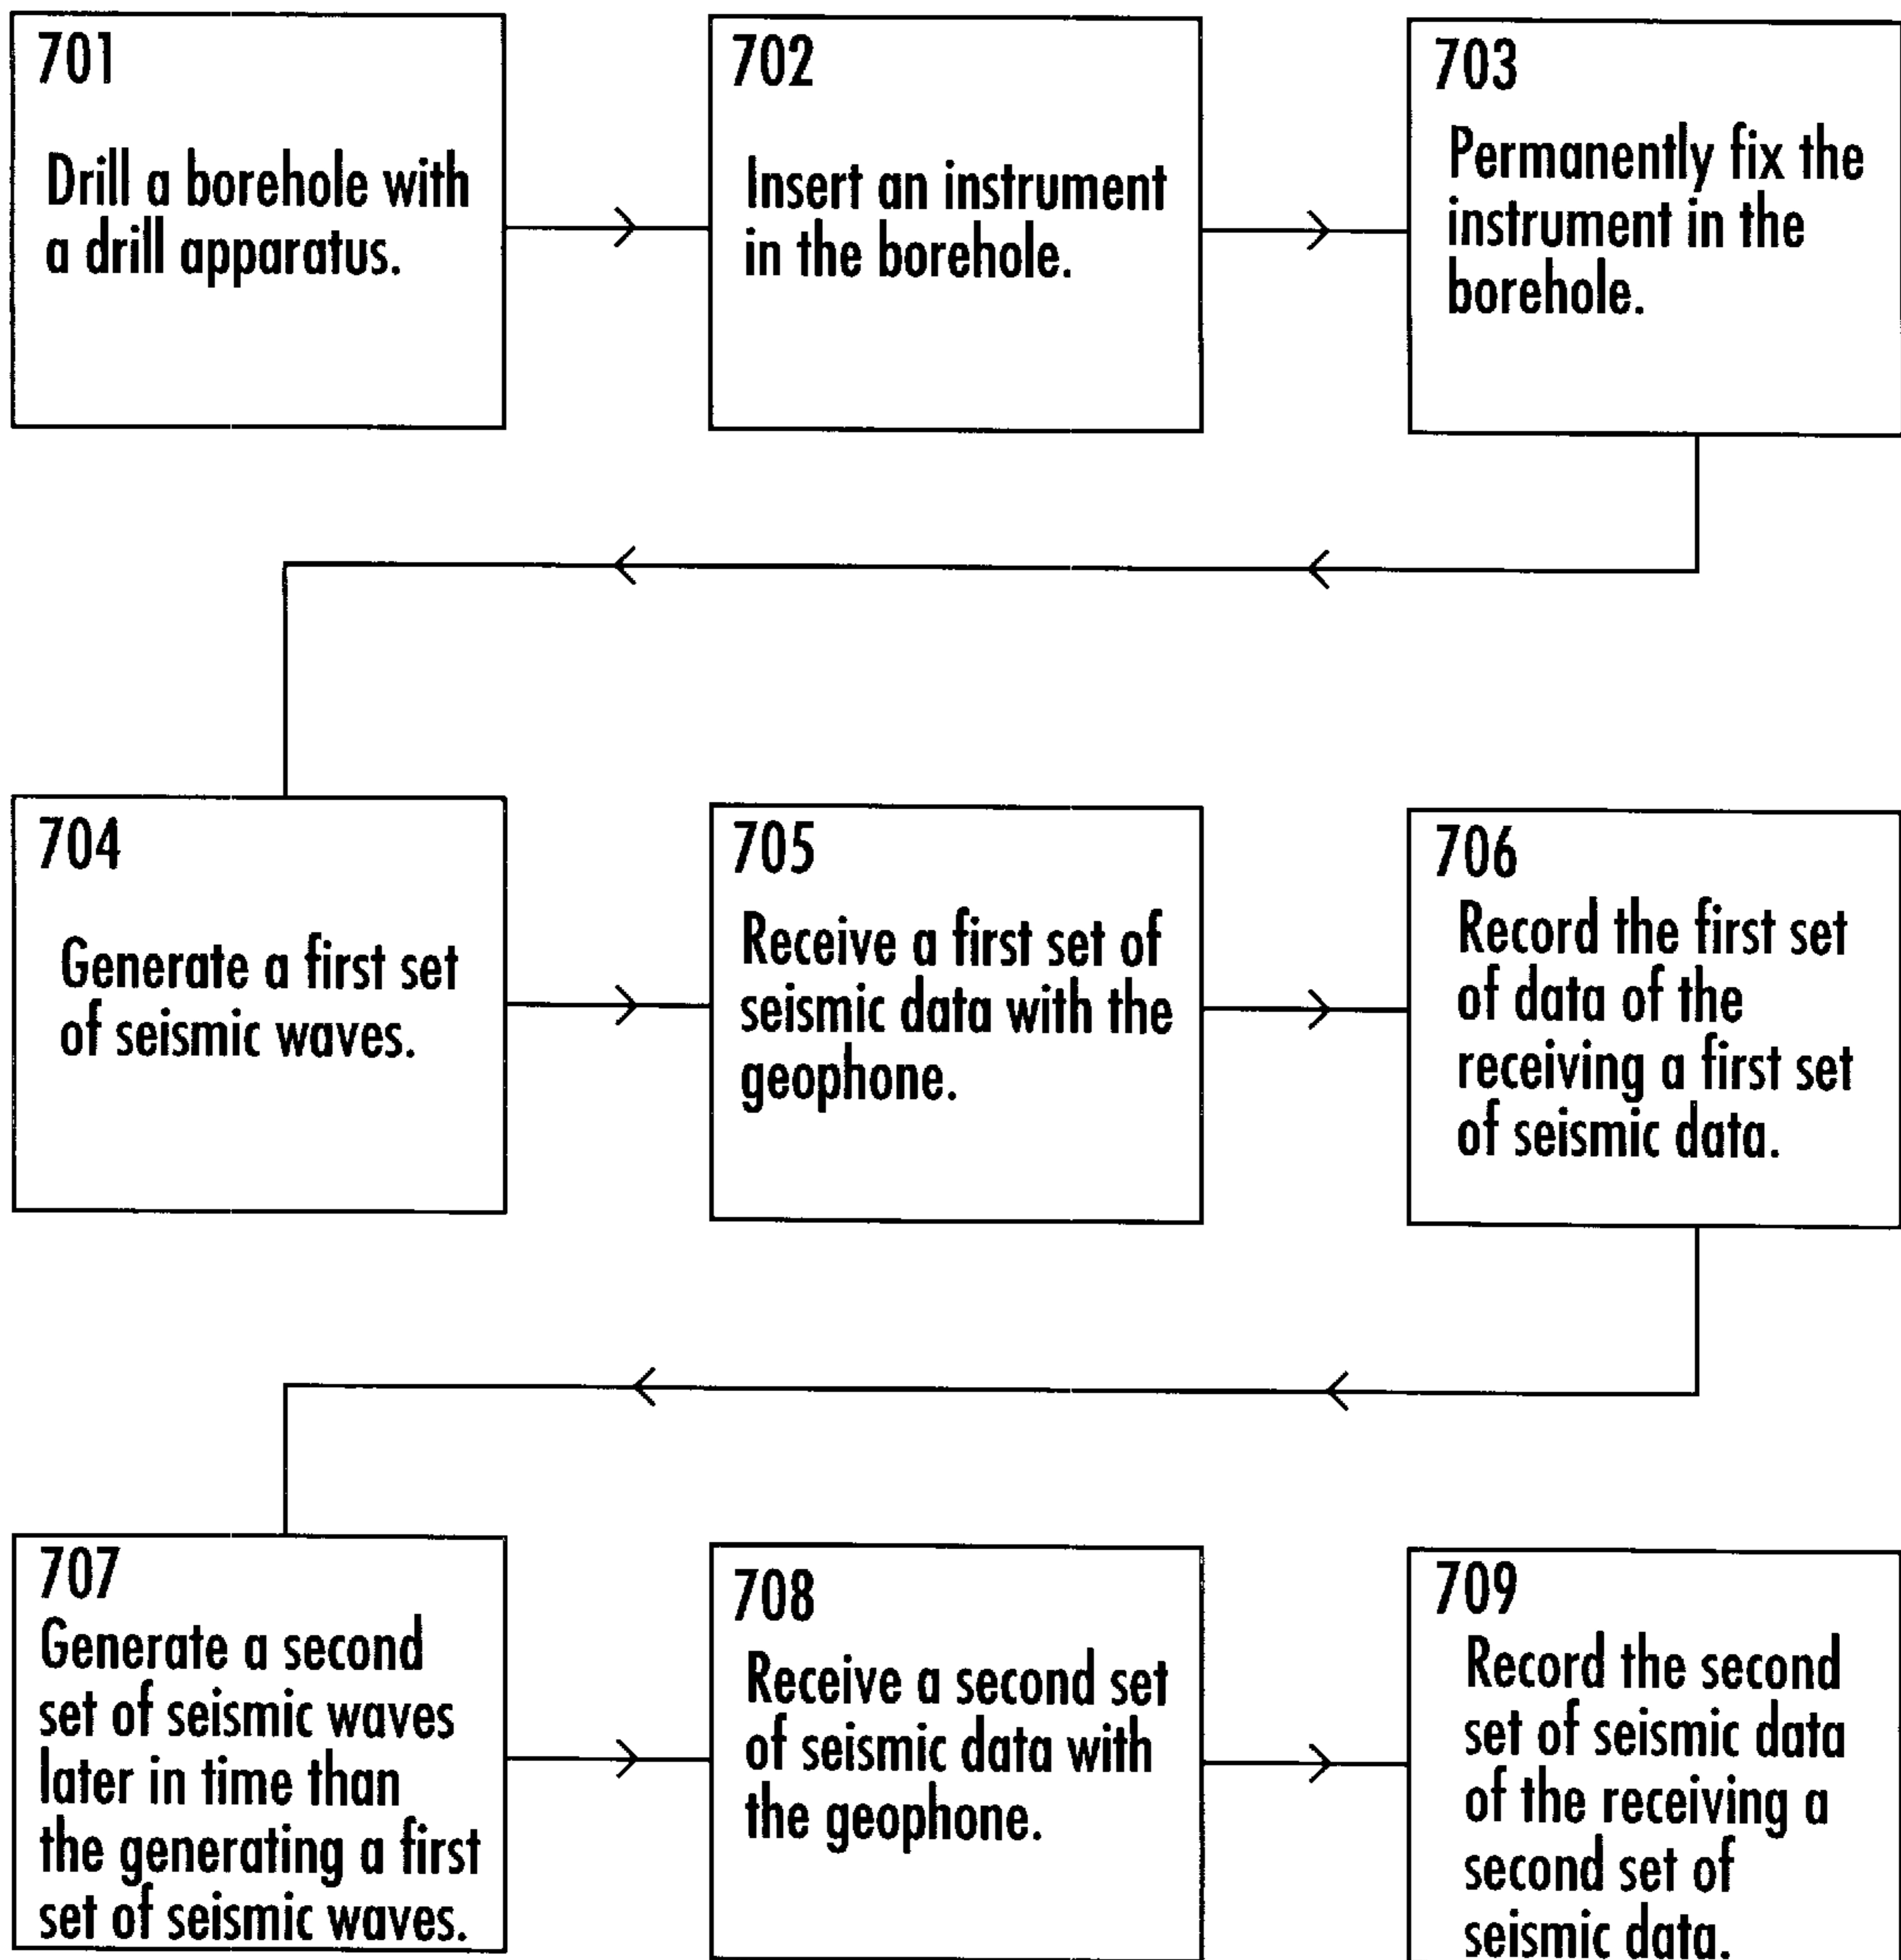 701
Drill a borehole with
a drill apparatus.
702
Insert an instrument
in the borehole.
703
Permanently fix the
instrument in the
borehole.
704
Generate a first set
of seismic waves.
705
Receive a first set of
seismic data with the
geophone.
706
Record the first set
of data of the
receiving a first set
of seismic data.
707
Generate a second
set of seismic waves
later in time than
the generating a first
set of seismic waves.
708
Receive a second set
of seismic data with
the geophone.
709
Record the second
set of seismic data
of the receiving a
second set of
seismic data.